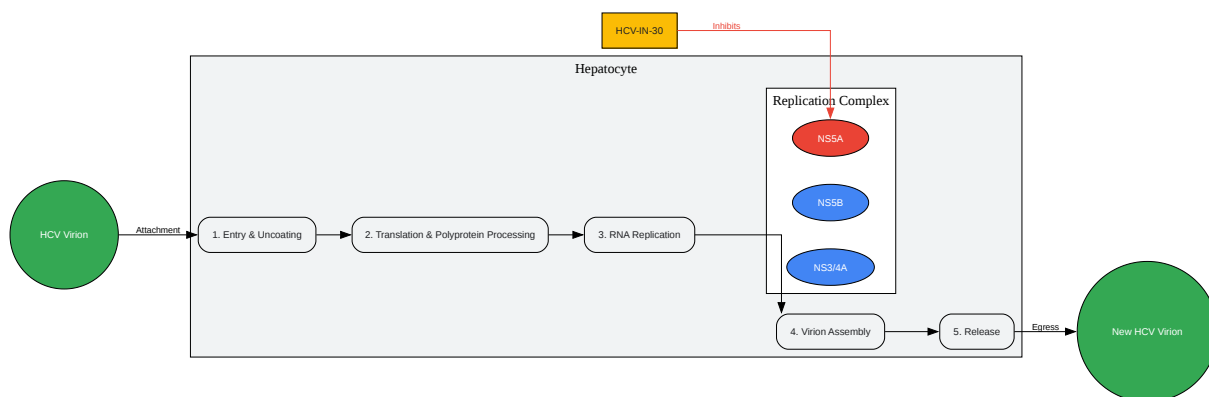 HCV-IN-30
Inhibits
Hepatocyte
Replication Complex
NS5A
NS5B
NS3/4A
HCV Virion
Attachment
1. Entry & Uncoating
2. Translation & Polyprotein Processing
3. RNA Replication
4. Virion Assembly
5. Release
Egress
New HCV Virion